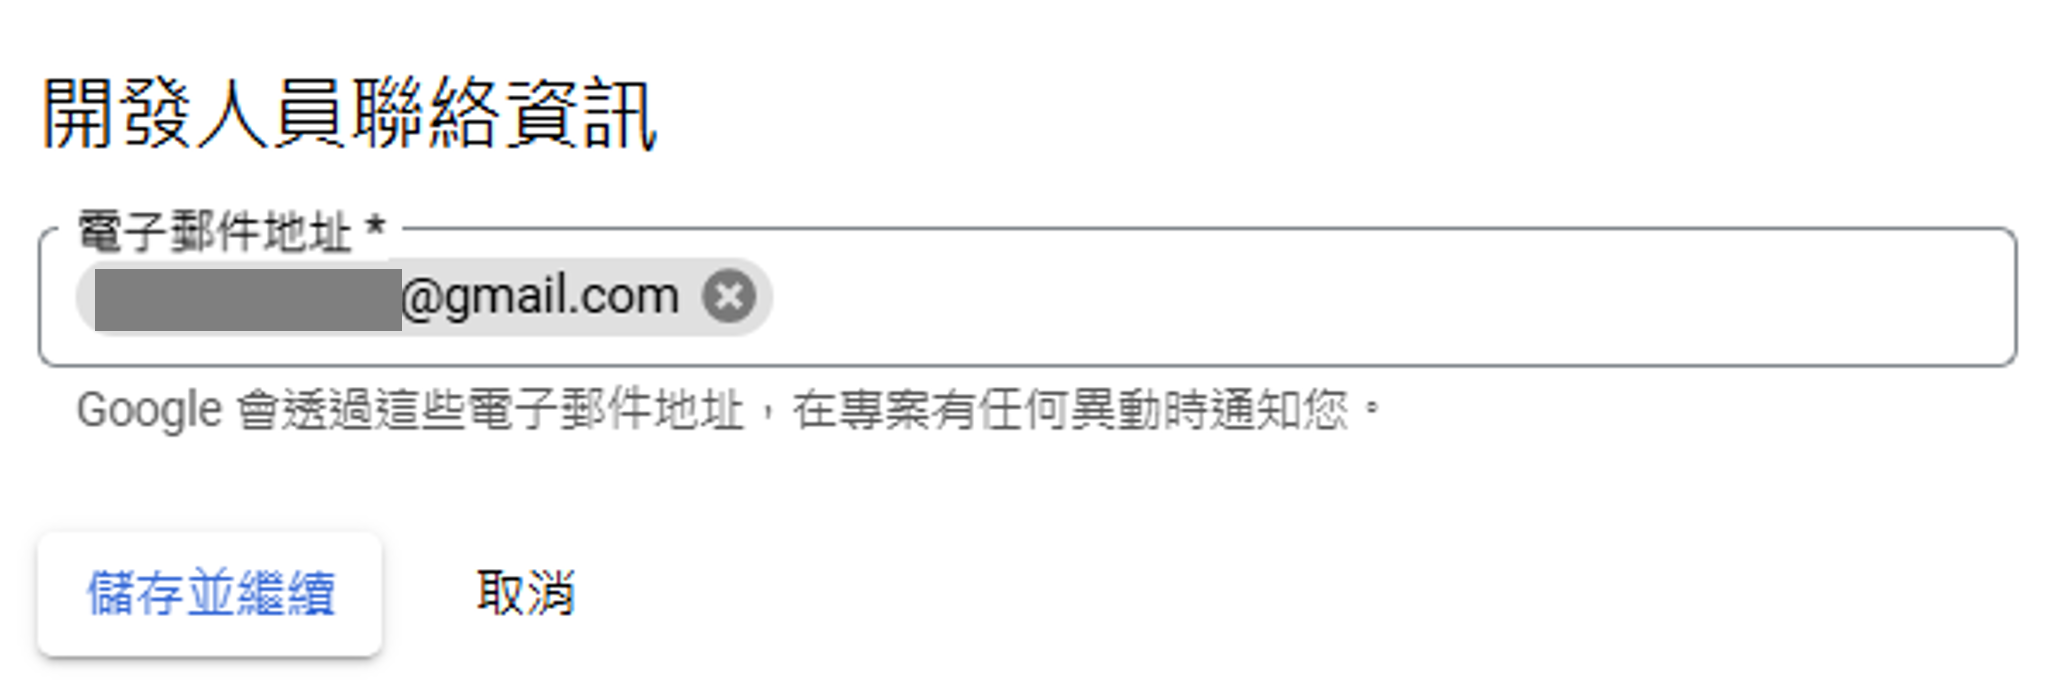 開發人員聯絡資訊
電子郵件地址 *
@gmail.com
Google 會透過這些電子郵件地址，在專案有任何異動時通知您。
儲存並繼續
取消